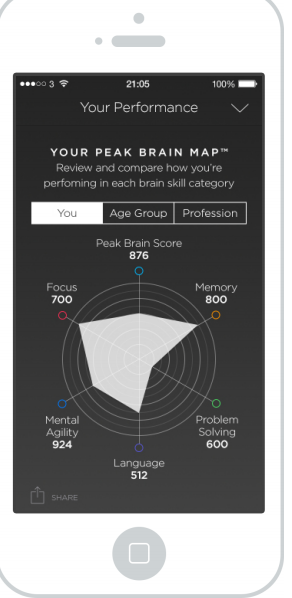 3 21:05 100%
Your Performance
YOUR PEAK BRAIN MAP™
Review and compare how you're
perfoming in each brain skill category
You Age Group Profession
Peak Brain Score
876
Focus
700
Memory
800
Mental
Agility
924
Problem
Solving
600
Language
512
SHARE